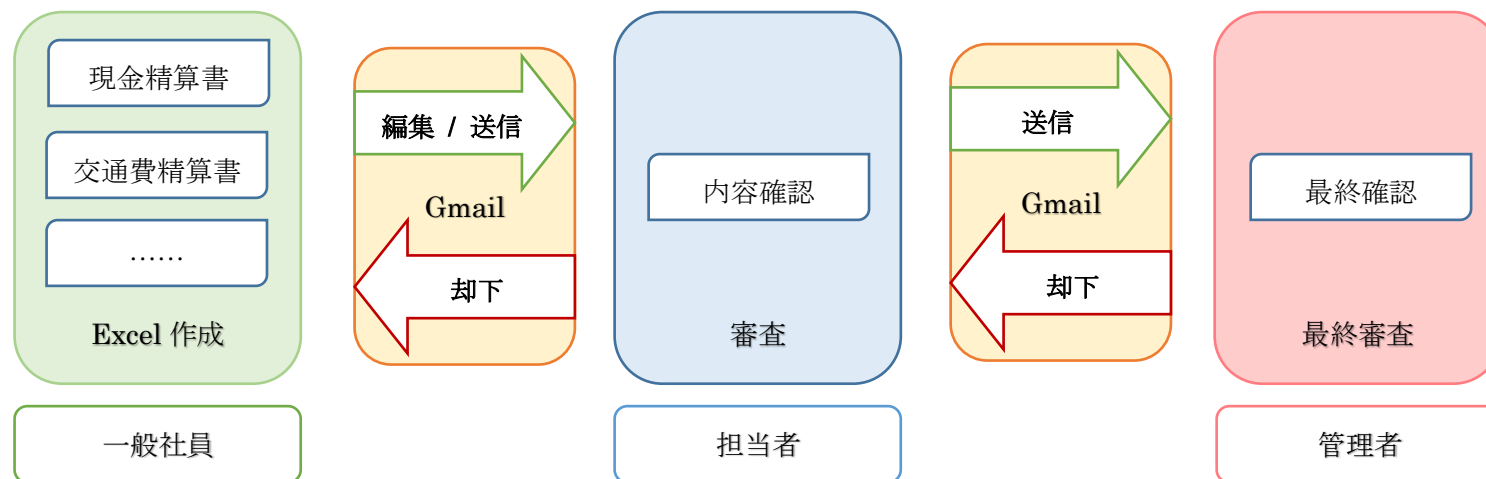 現金精算書
交通費精算書
……
Excel 作成
一般社員
編集 / 送信
Gmail
却下
内容確認
審査
担当者
送信
Gmail
却下
最終確認
最終審査
管理者